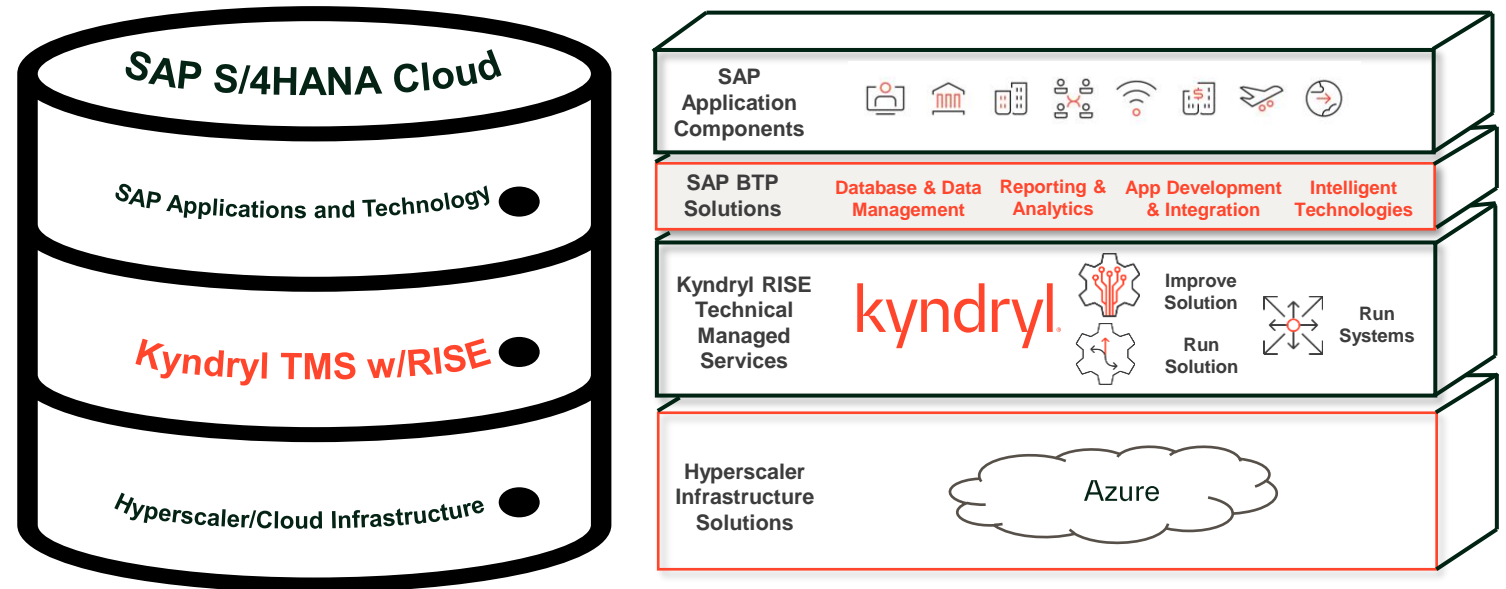 SAP S/4HANA Cloud
SAP Applications and Technology
Kyndryl TMS w/RISE
Hyperscaler/Cloud Infrastructure
SAP
Application
Components
$
SAP BTP
Solutions
Database & Data
Management
Reporting &
Analytics
App Development
& Integration
Intelligent
Technologies
Kyndryl RISE
Technical
Managed
Services
kyndryl.
Improve
Solution
Run
Solution
Run
Systems
Hyperscaler
Infrastructure
Solutions
Azure